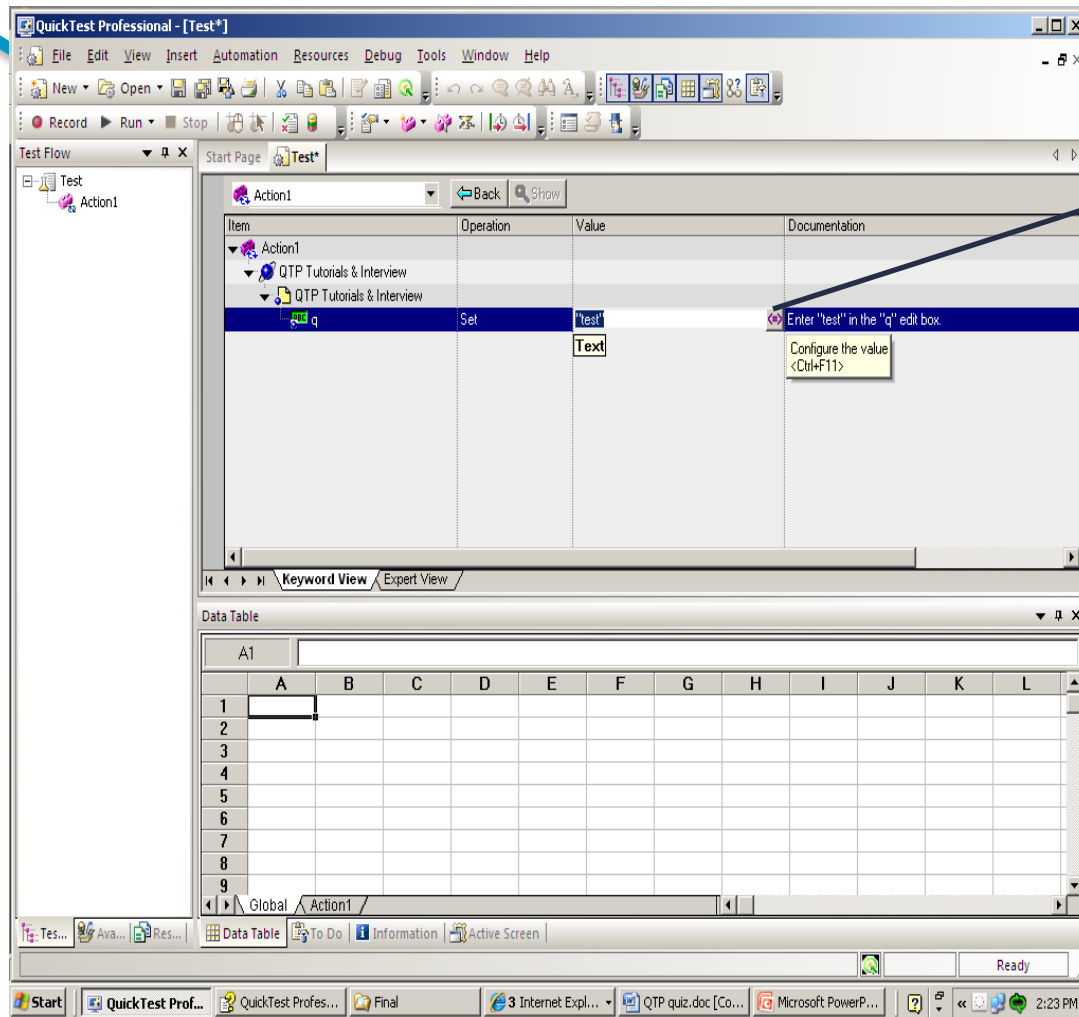 QuickTest Professional - [Test*]
File Edit View Insert Automation Resources Debug Tools Window Help
New Open
Record Run Stop
Test Flow
Test
Action1
Start Page Test*
Action1 Back Show
Item Operation Value Documentation
Action1
QTP Tutorials & Interview
QTP Tutorials & Interview
ABC q Set "test" Enter "test" in the "q" edit box.
Text
Configure the value
<Ctrl+F11>
Keyword View Expert View
Data Table
A1
A B C D E F G H I J K L
1
2
3
4
5
6
7
8
9
Global Action1
Tes... Ava... Res... Data Table To Do Information Active Screen
Ready
Start QuickTest Prof... QuickTest Profes... Final 3 Internet Expl... QTP quiz.doc [Co... Microsoft PowerP... 2:23 PM